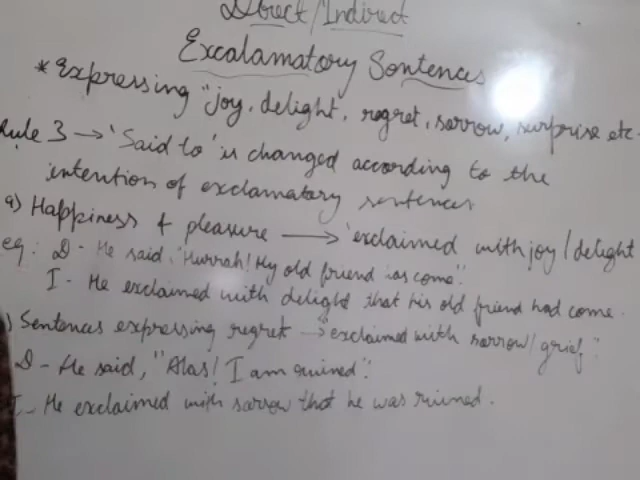 Direct/Indirect
Excalamatory Sentences
* Expressing "joy, delight, regret, sorrow, surprise etc.
Rule 3 → 'Said to' is changed according to the
intention of exclamatory sentences
a) Happiness & pleasure → 'exclaimed with joy/delight
eg: D - He said, "Hurrah! My old friend has come".
I - He exclaimed with delight that his old friend had come.
) Sentences expressing regret → exclaimed with sorrow/grief"
D - He said, "Alas! I am ruined".
I - He exclaimed with sorrow that he was ruined.